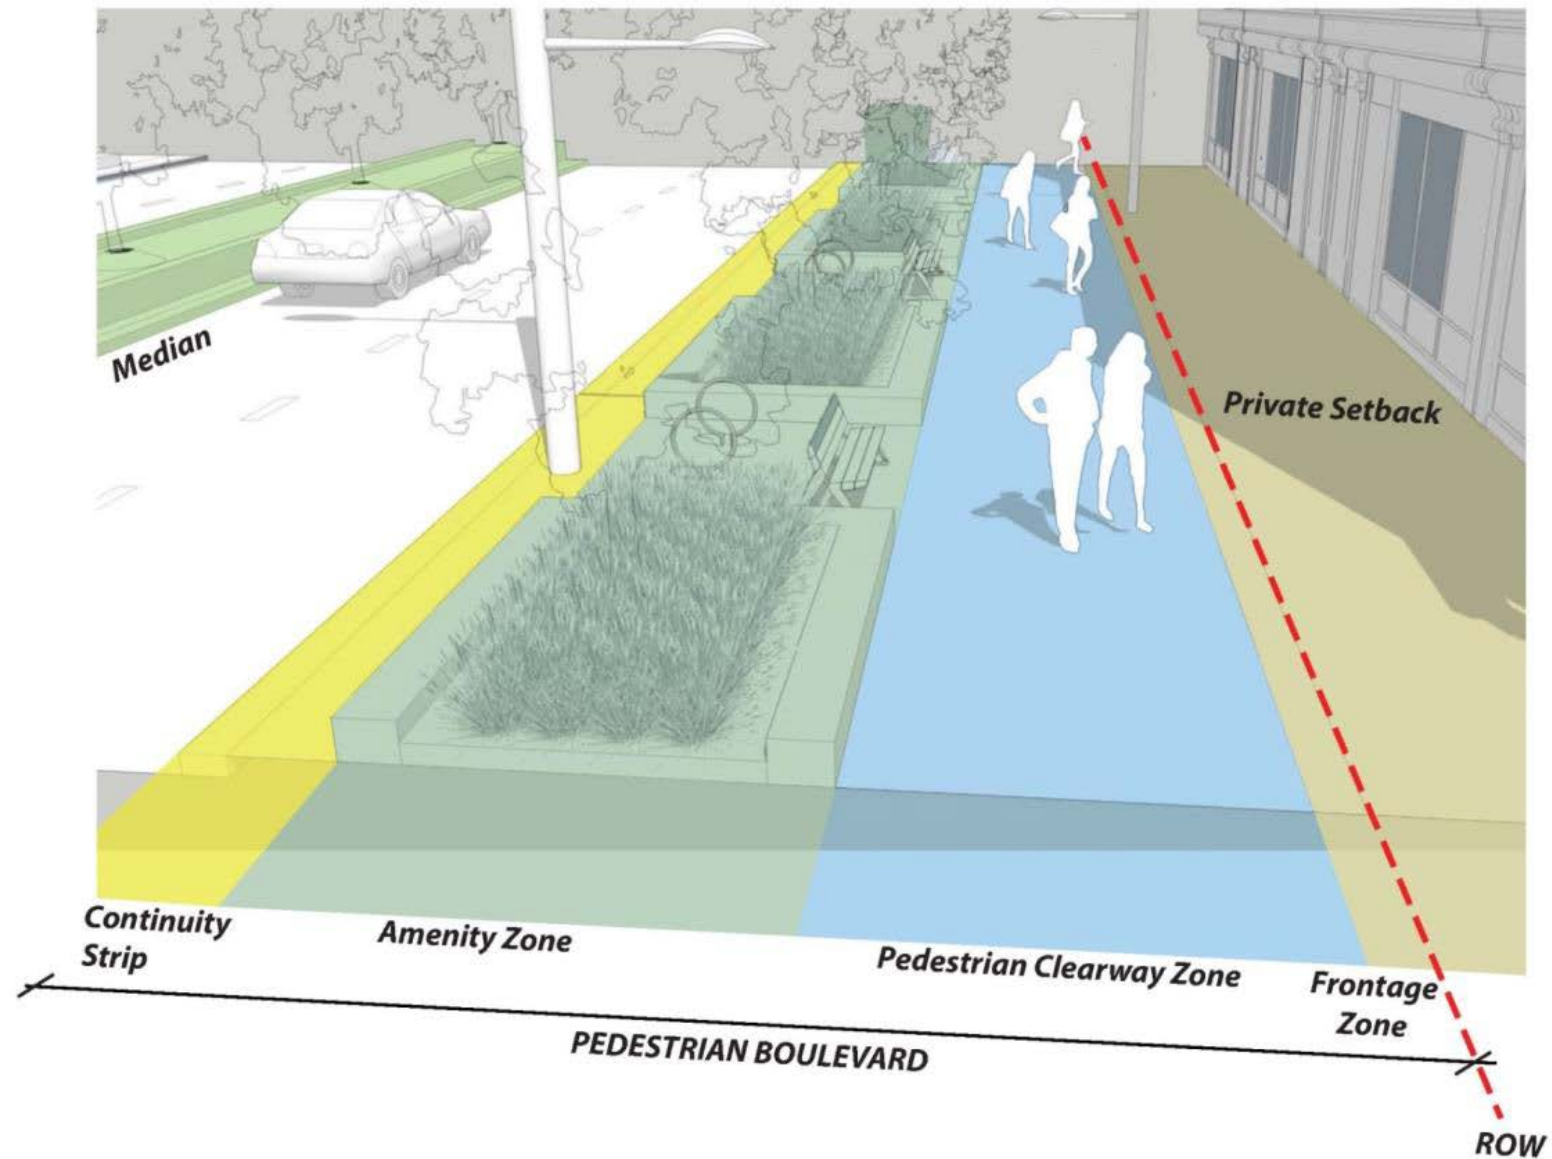 Median
Private Setback
Continuity
Strip
Amenity Zone
Pedestrian Clearway Zone
Frontage
Zone
PEDESTRIAN BOULEVARD
ROW